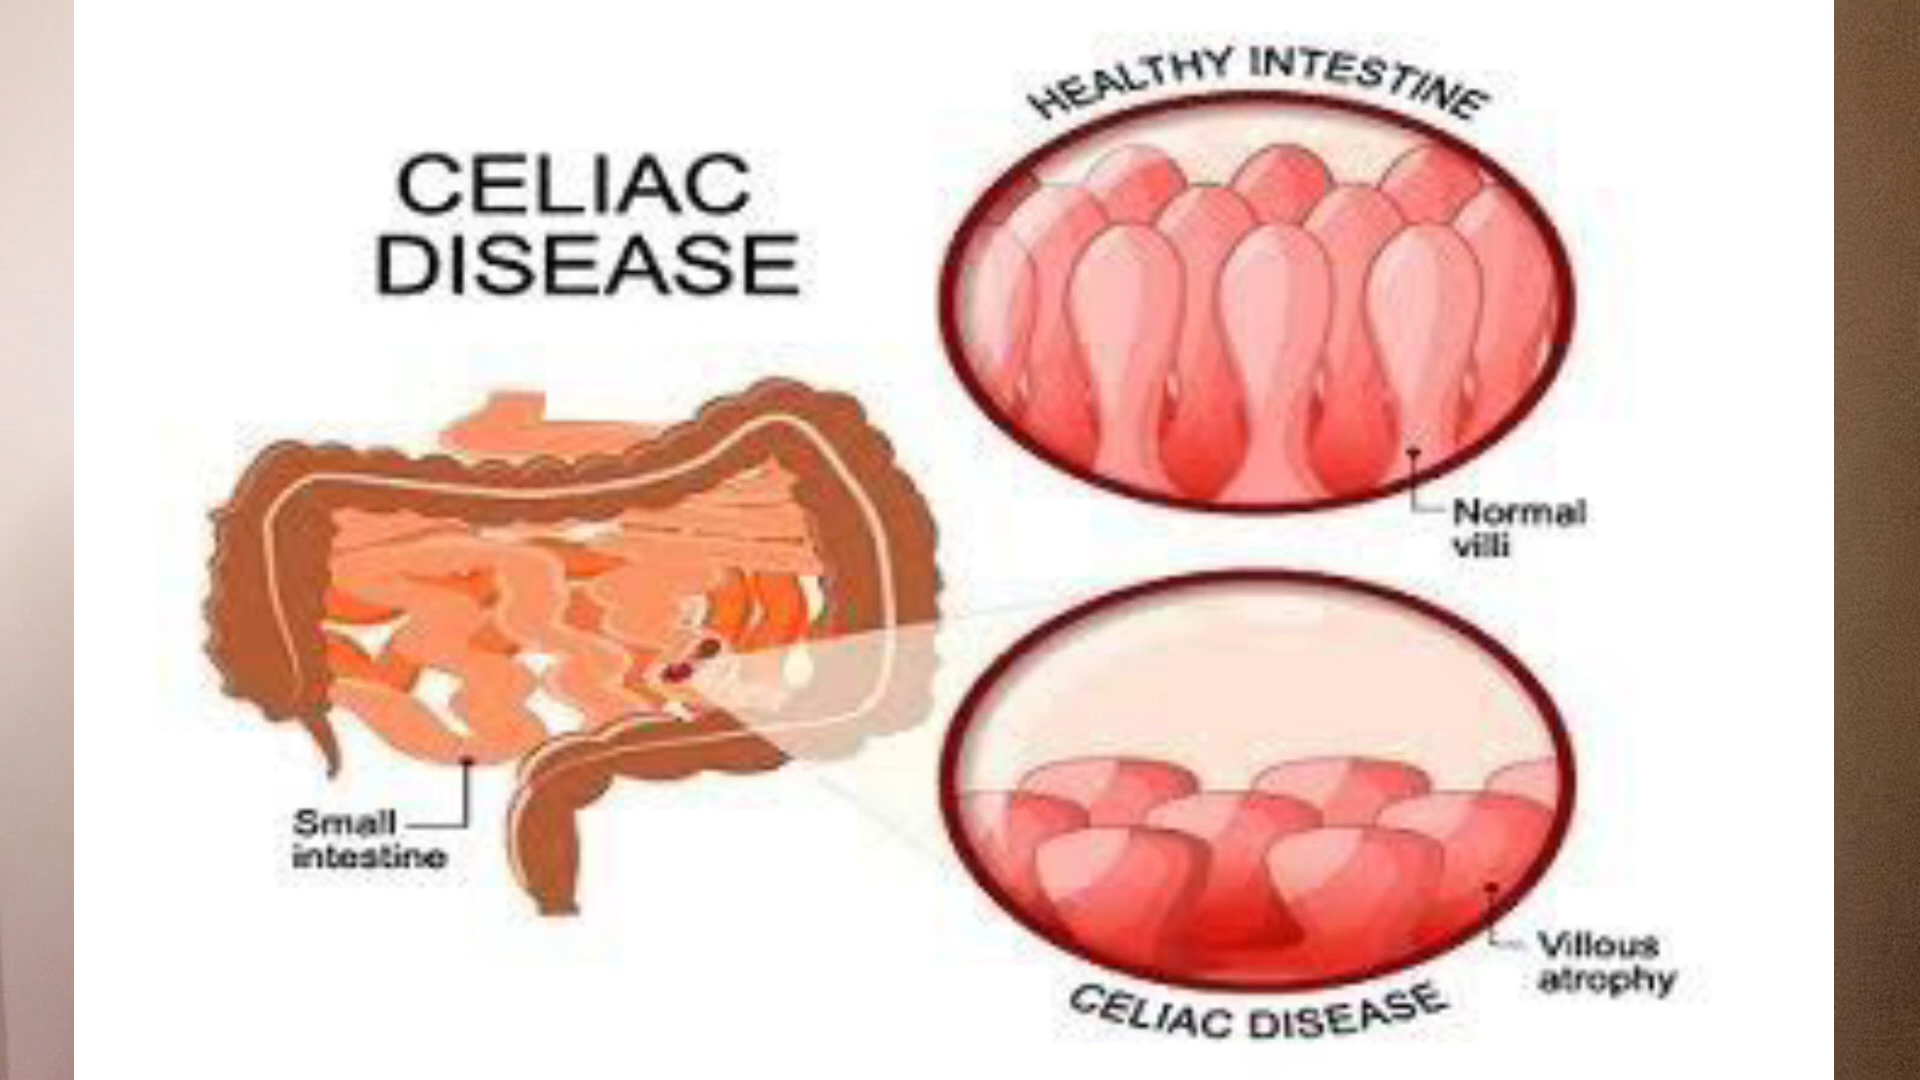 CELIAC
DISEASE
HEALTHY INTESTINE
Normal
villi
Small
intestine
Villous
atrophy
CELIAC DISEASE